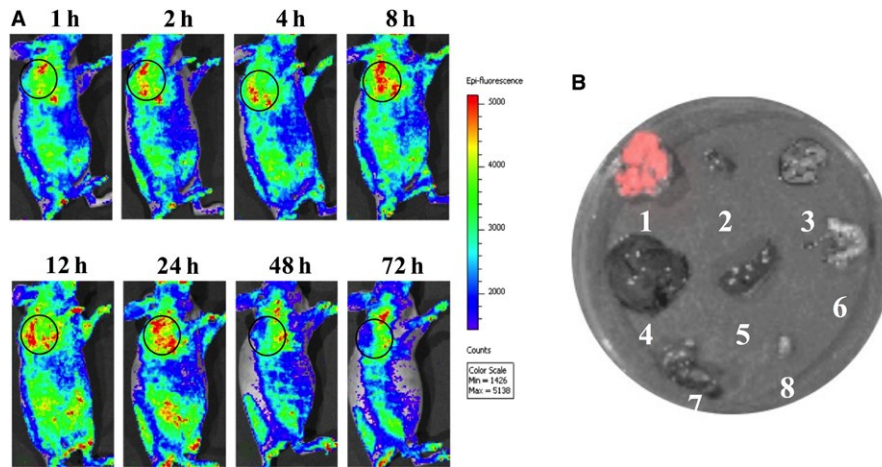 A
1 h
2 h
4 h
8 h
12 h
24 h
48 h
72 h
Epi-fluorescence
5000
4000
3000
2000
Counts
Color Scale
Min = 1426
Max = 5138
B
1
2
3
4
5
6
7
8